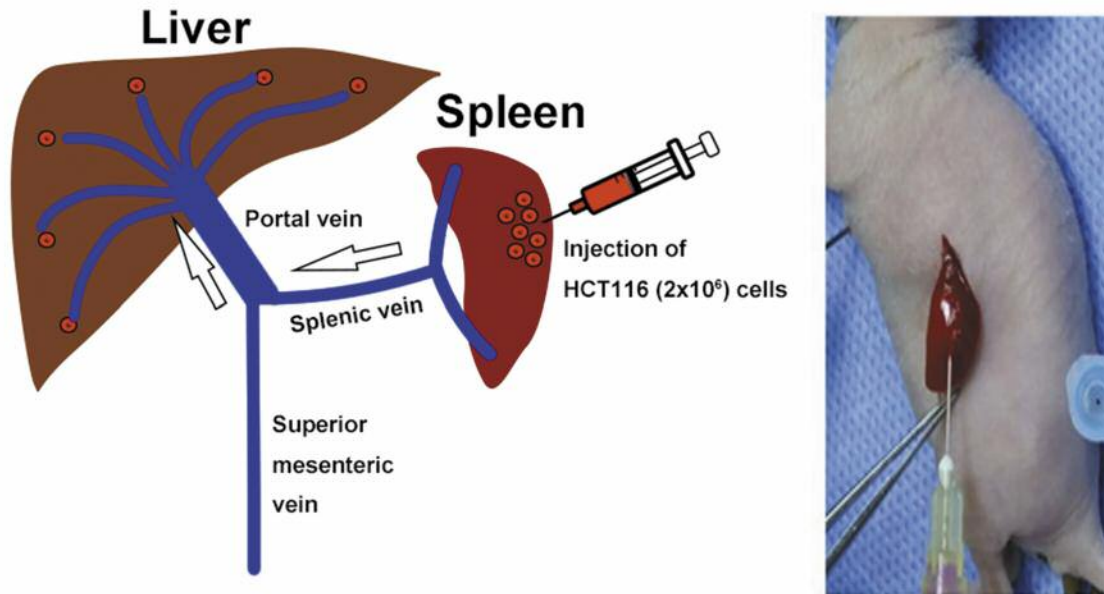 Liver
Spleen
Portal vein
Injection of
HCT116 (2x10⁶) cells
Splenic vein
Superior
mesenteric
vein